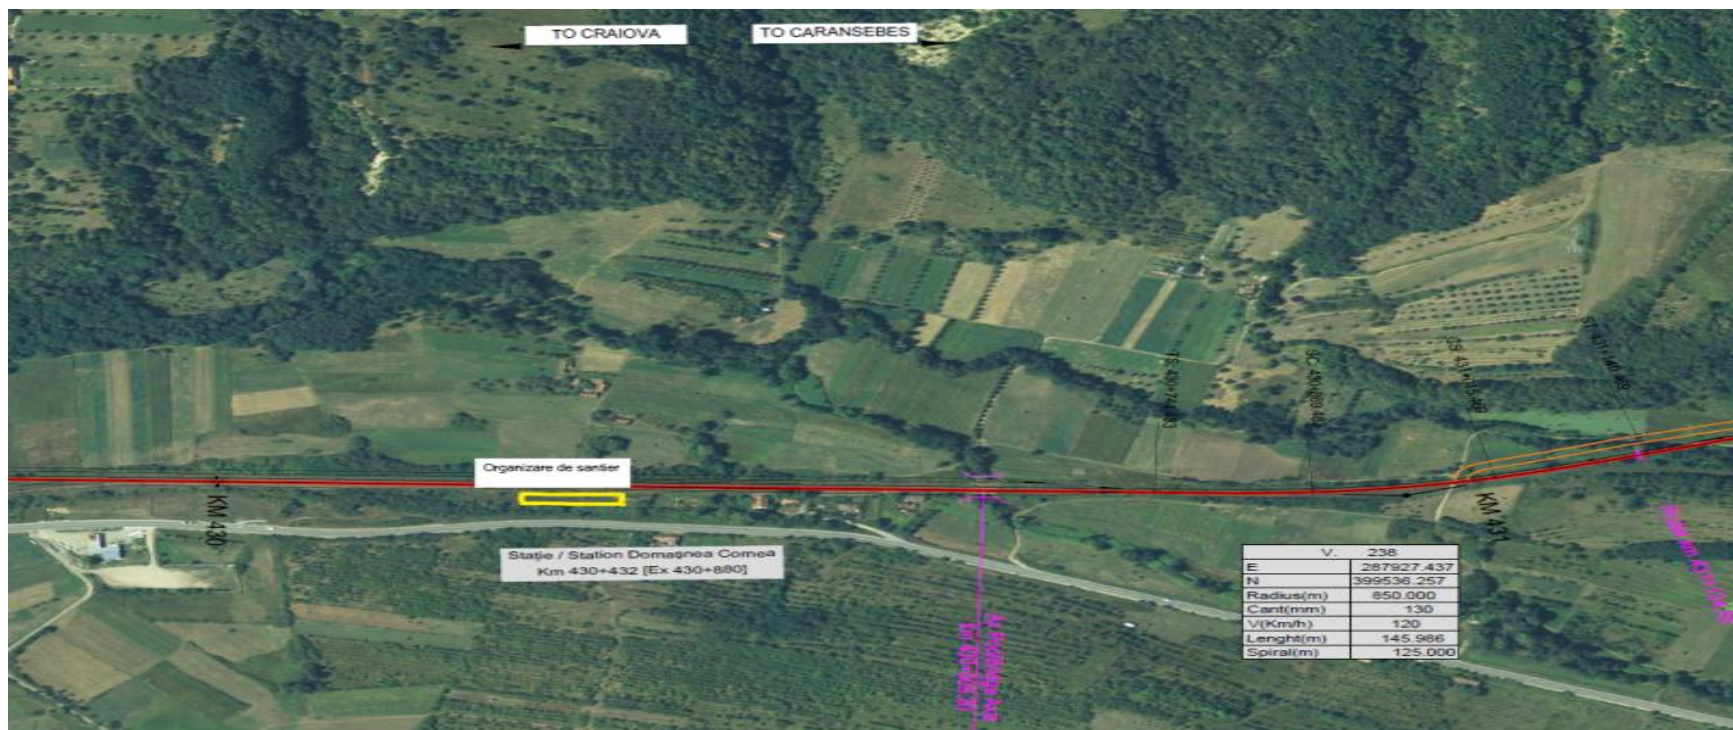 TO CRAIOVA
TO CARANSEBES
Organizare de santier
KM 430
KM 431
Stație / Station Domașnea Cornea
Km 430+432 [Ex 430+880]
V. 238
E 287927.437
N 399536.257
Radius(m) 850.000
Cant(mm) 130
V(Km/h) 120
Lenght(m) 145.986
Spiral(m) 125.000